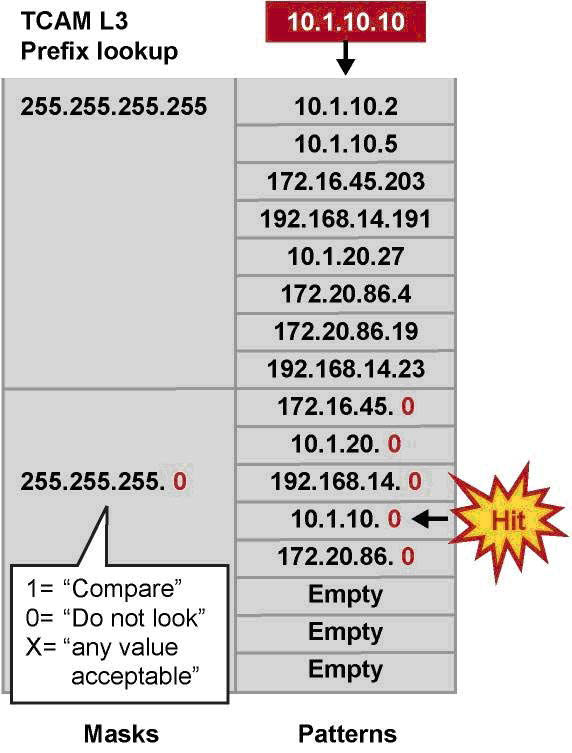 TCAM L3
Prefix lookup
10.1.10.10
255.255.255.255
10.1.10.2
10.1.10.5
172.16.45.203
192.168.14.191
10.1.20.27
172.20.86.4
172.20.86.19
192.168.14.23
172.16.45. 0
10.1.20. 0
255.255.255. 0
192.168.14. 0
10.1.10. 0
Hit
172.20.86. 0
1= “Compare”
0= “Do not look”
X= “any value
acceptable”
Empty
Empty
Empty
Masks
Patterns